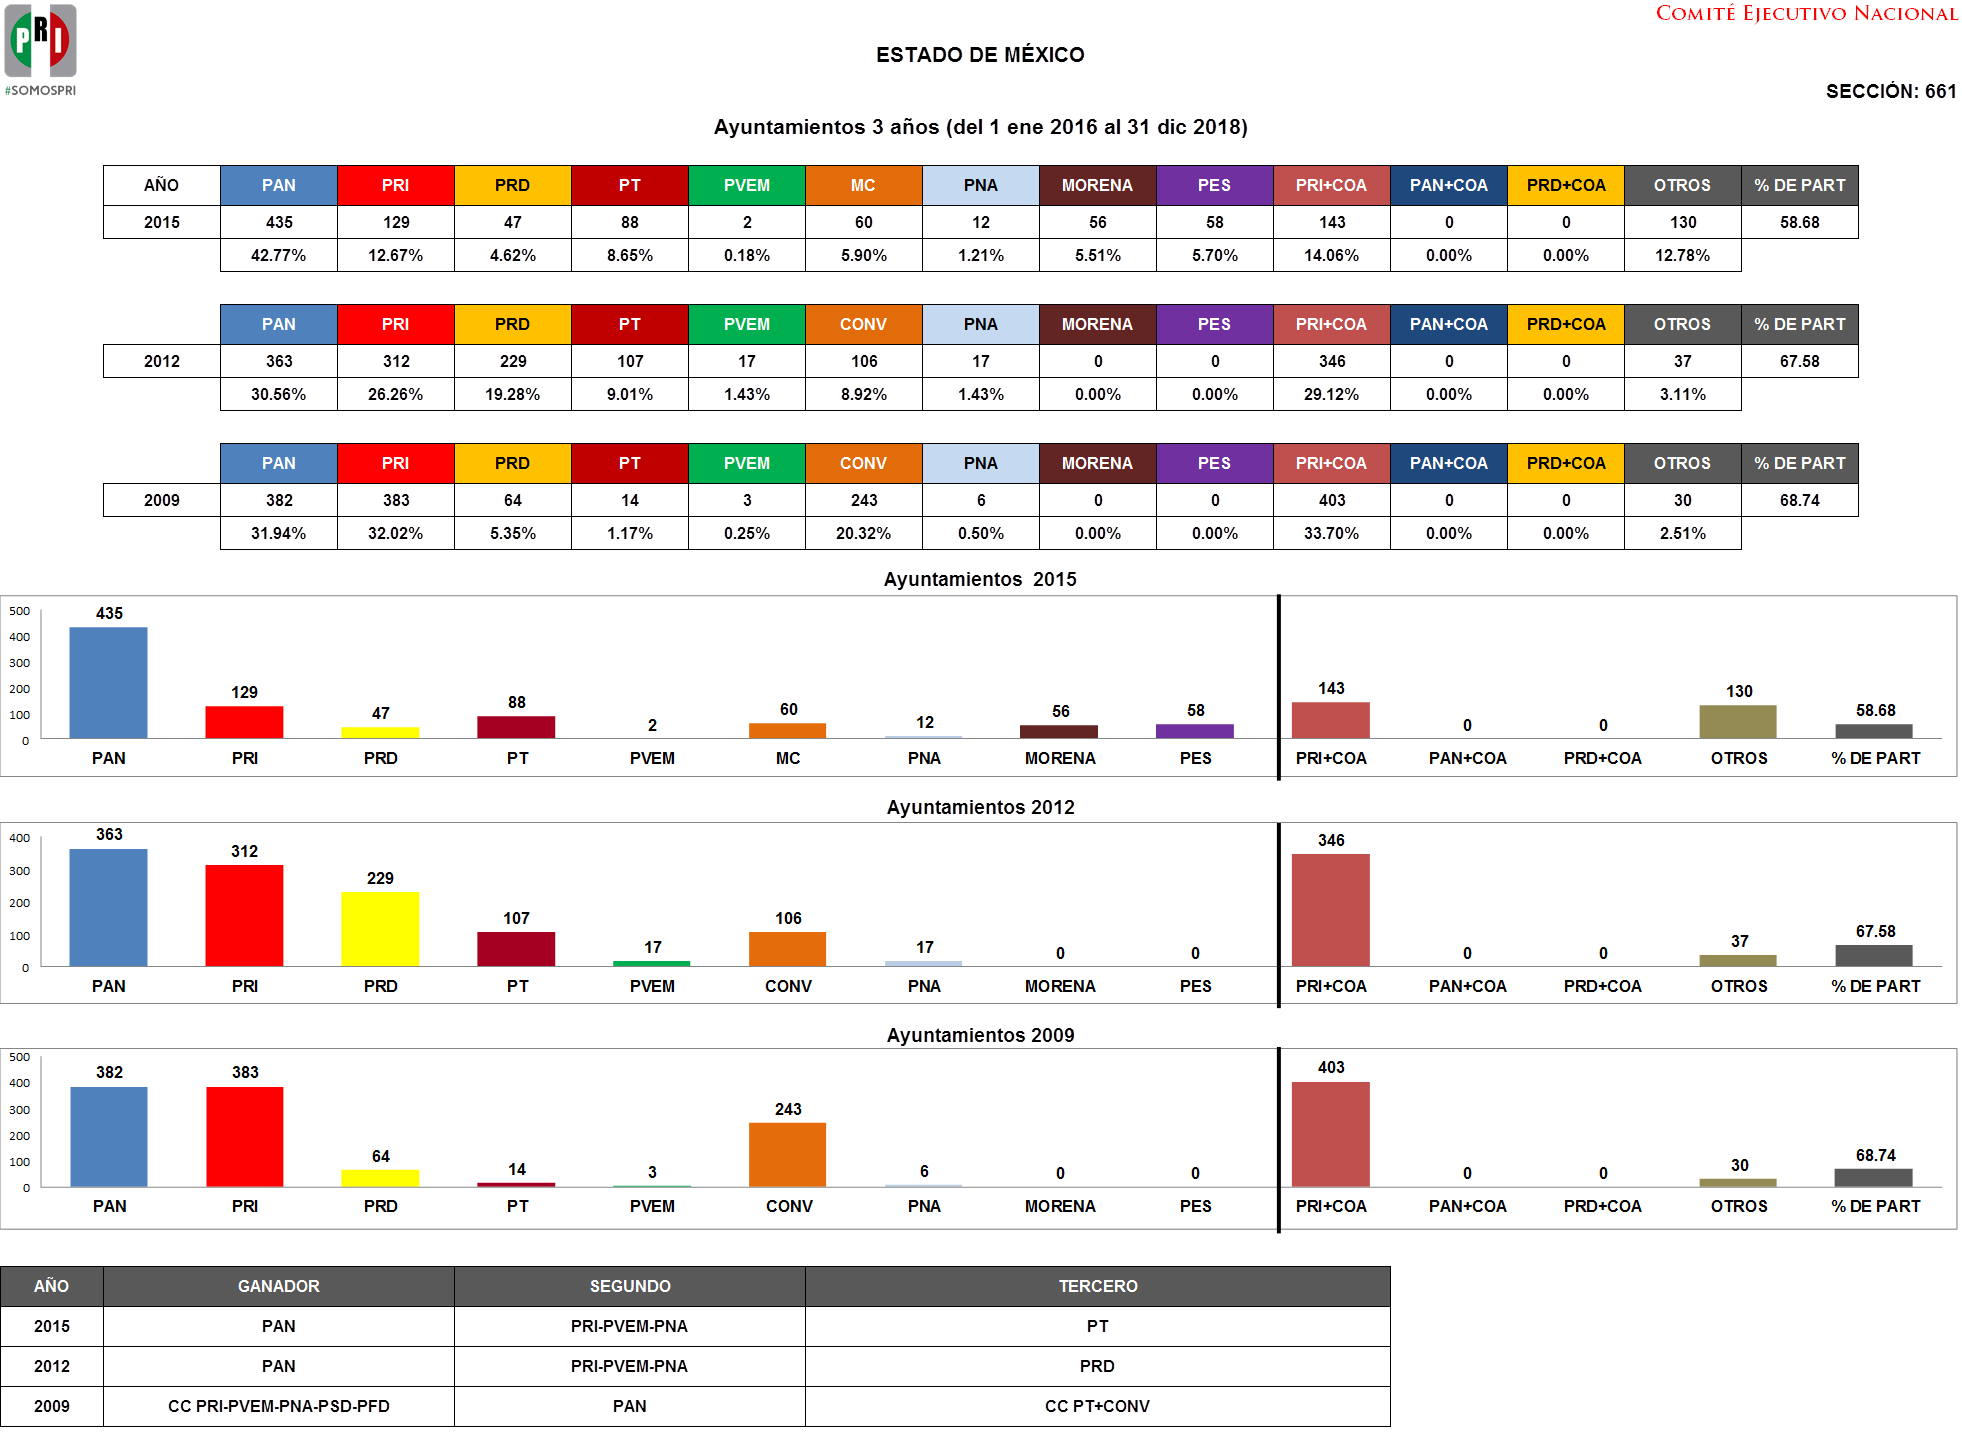 PRI
#SOMOSPRI
COMITÉ EJECUTIVO NACIONAL
ESTADO DE MÉXICO
SECCIÓN: 661
Ayuntamientos 3 años (del 1 ene 2016 al 31 dic 2018)
AÑO PAN PRI PRD PT PVEM MC PNA MORENA PES PRI+COA PAN+COA PRD+COA OTROS % DE PART
2015 435 129 47 88 2 60 12 56 58 143 0 0 130 58.68
42.77% 12.67% 4.62% 8.65% 0.18% 5.90% 1.21% 5.51% 5.70% 14.06% 0.00% 0.00% 12.78%
PAN PRI PRD PT PVEM CONV PNA MORENA PES PRI+COA PAN+COA PRD+COA OTROS % DE PART
2012 363 312 229 107 17 106 17 0 0 346 0 0 37 67.58
30.56% 26.26% 19.28% 9.01% 1.43% 8.92% 1.43% 0.00% 0.00% 29.12% 0.00% 0.00% 3.11%
PAN PRI PRD PT PVEM CONV PNA MORENA PES PRI+COA PAN+COA PRD+COA OTROS % DE PART
2009 382 383 64 14 3 243 6 0 0 403 0 0 30 68.74
31.94% 32.02% 5.35% 1.17% 0.25% 20.32% 0.50% 0.00% 0.00% 33.70% 0.00% 0.00% 2.51%
Ayuntamientos 2015
500
400
300
200
100
0
435 129 47 88 2 60 12 56 58 143 0 0 130 58.68
PAN PRI PRD PT PVEM MC PNA MORENA PES PRI+COA PAN+COA PRD+COA OTROS % DE PART
Ayuntamientos 2012
400
300
200
100
0
363 312 229 107 17 106 17 0 0 346 0 0 37 67.58
PAN PRI PRD PT PVEM CONV PNA MORENA PES PRI+COA PAN+COA PRD+COA OTROS % DE PART
Ayuntamientos 2009
500
400
300
200
100
0
382 383 64 14 3 243 6 0 0 403 0 0 30 68.74
PAN PRI PRD PT PVEM CONV PNA MORENA PES PRI+COA PAN+COA PRD+COA OTROS % DE PART
AÑO GANADOR SEGUNDO TERCERO
2015 PAN PRI-PVEM-PNA PT
2012 PAN PRI-PVEM-PNA PRD
2009 CC PRI-PVEM-PNA-PSD-PFD PAN CC PT+CONV